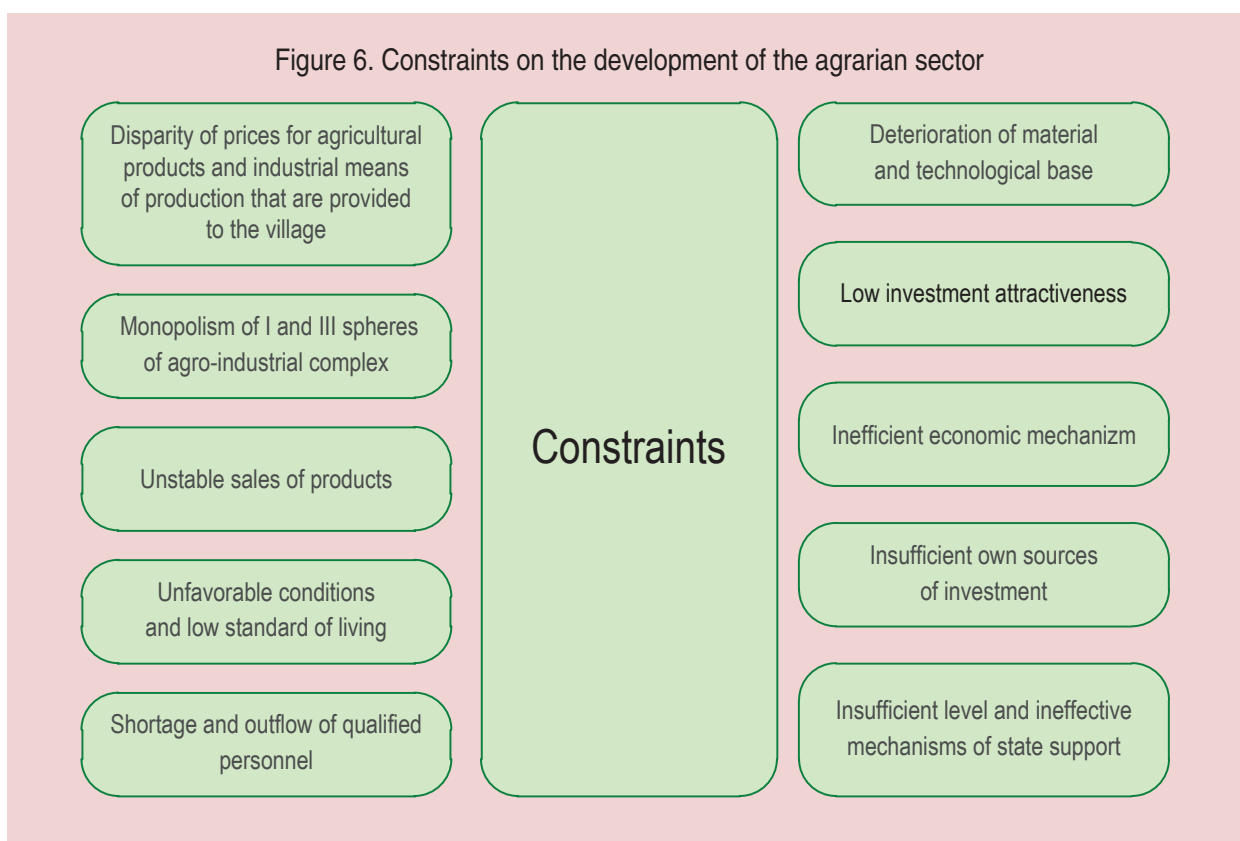 Figure 6. Constraints on the development of the agrarian sector
Disparity of prices for agricultural
products and industrial means
of production that are provided
to the village
Monopolism of I and III spheres
of agro-industrial complex
Unstable sales of products
Unfavorable conditions
and low standard of living
Shortage and outflow of qualified
personnel
Constraints
Deterioration of material
and technological base
Low investment attractiveness
Inefficient economic mechanizm
Insufficient own sources
of investment
Insufficient level and ineffective
mechanisms of state support